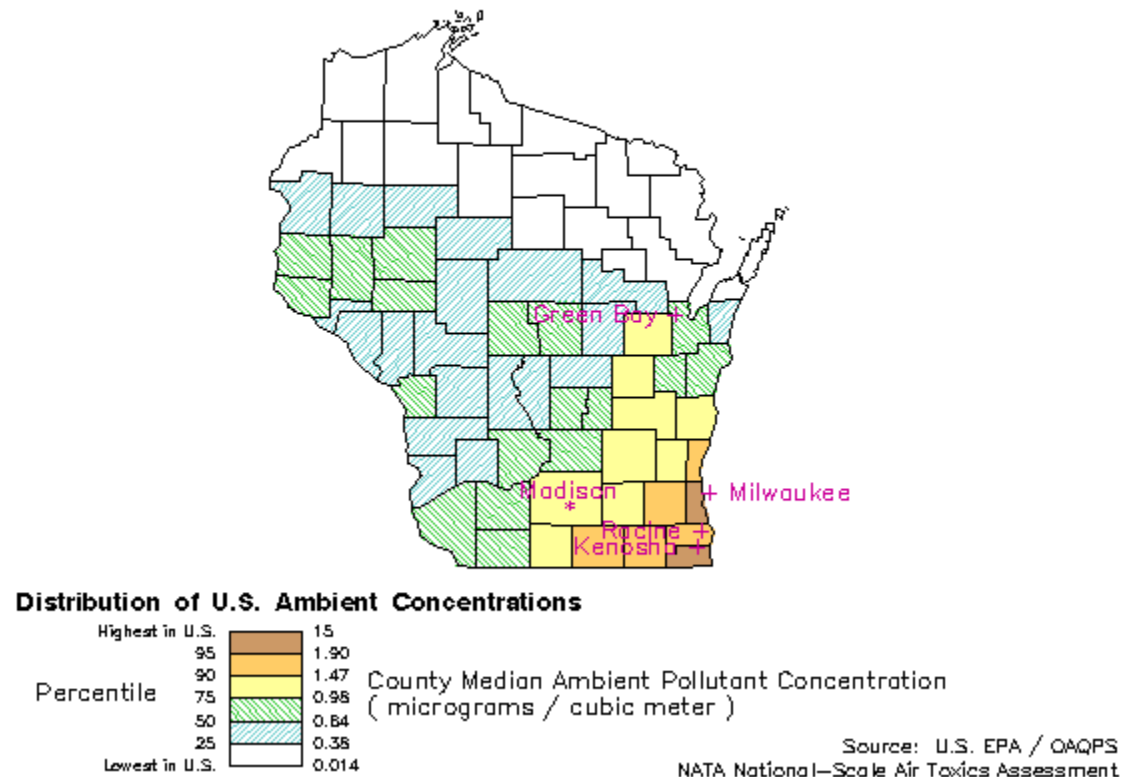 Green Bay +
Madison
*
+ Milwaukee
Racine +
Kenosha +
Distribution of U.S. Ambient Concentrations
Highest in U.S.
15
95
1.90
90
1.47
Percentile
75
0.98
County Median Ambient Pollutant Concentration
50
0.64
( micrograms / cubic meter )
25
0.38
Lowest in U.S.
0.014
Source: U.S. EPA / OAQPS
NATA National-Scale Air Toxics Assessment